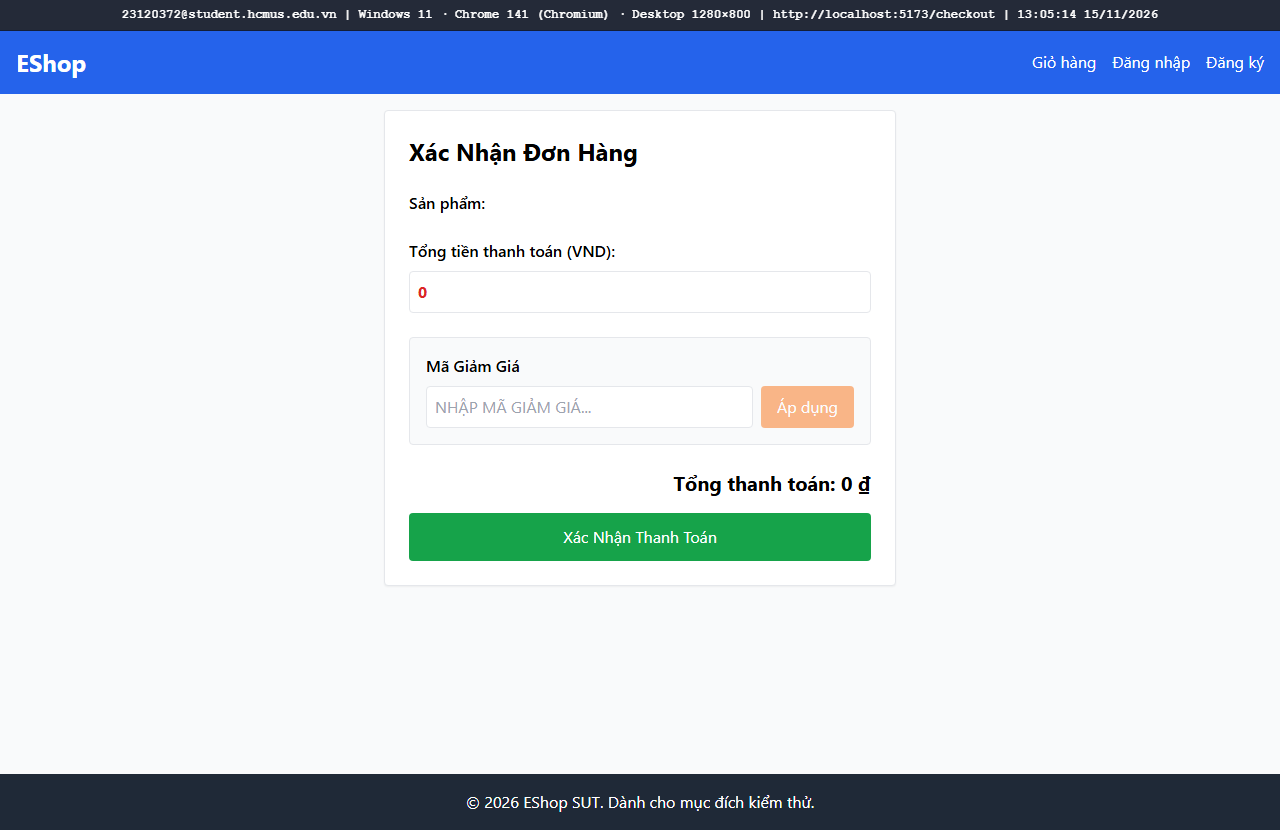 23120372@student.hcmus.edu.vn | Windows 11 · Chrome 141 (Chromium) · Desktop 1280×800 | http://localhost:5173/checkout | 13:05:14 15/11/2026
EShop
Giỏ hàng Đăng nhập Đăng ký
Xác Nhận Đơn Hàng
Sản phẩm:
Tổng tiền thanh toán (VND):
0
Mã Giảm Giá
NHẬP MÃ GIẢM GIÁ...
Áp dụng
Tổng thanh toán: 0 ₫
Xác Nhận Thanh Toán
© 2026 EShop SUT. Dành cho mục đích kiểm thử.